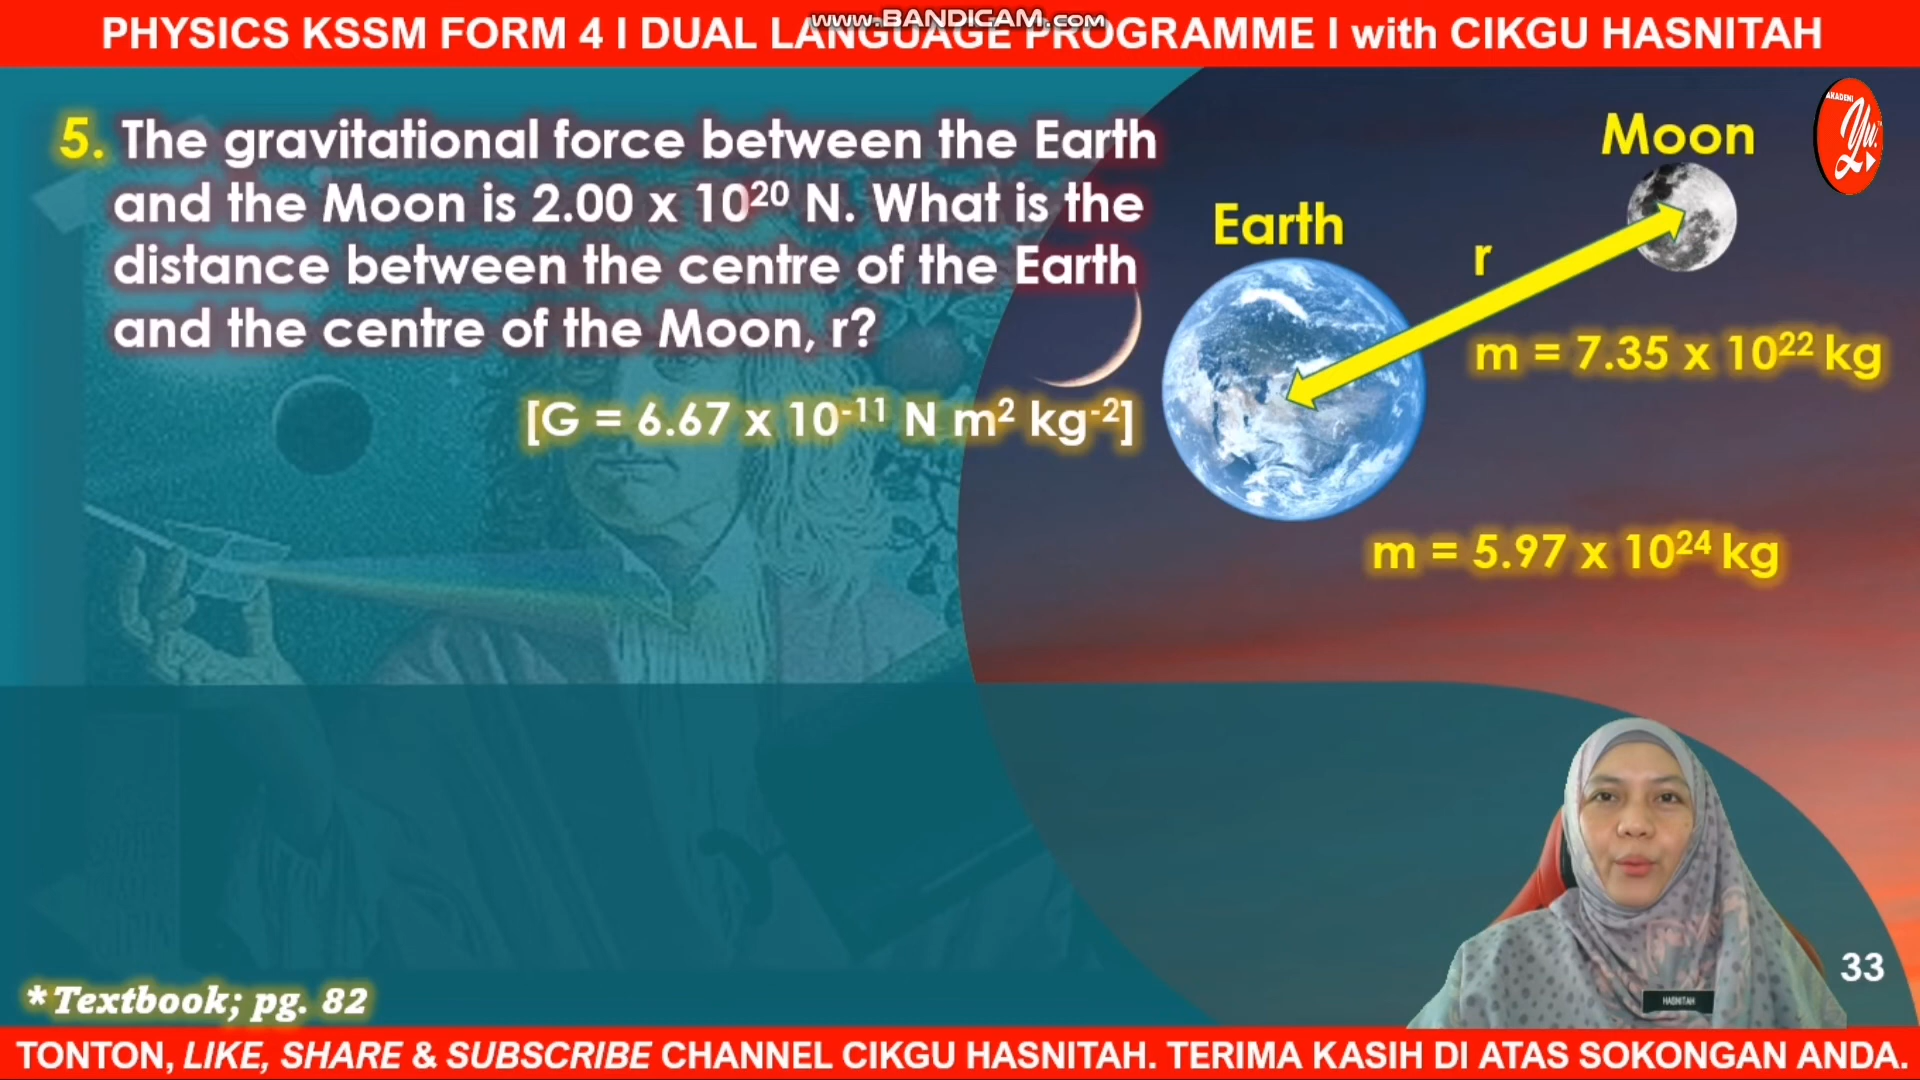 www.BANDICAM.com
PHYSICS KSSM FORM 4 I DUAL LANGUAGE PROGRAMME I with CIKGU HASNITAH
AKADEMI
Yu.
5. The gravitational force between the Earth
and the Moon is 2.00 x 10²⁰ N. What is the
distance between the centre of the Earth
and the centre of the Moon, r?
[G = 6.67 x 10⁻¹¹ N m² kg⁻²]
Moon
Earth
r
m = 7.35 x 10²² kg
m = 5.97 x 10²⁴ kg
HASNITAH
33
*Textbook; pg. 82
TONTON, LIKE, SHARE & SUBSCRIBE CHANNEL CIKGU HASNITAH. TERIMA KASIH DI ATAS SOKONGAN ANDA.